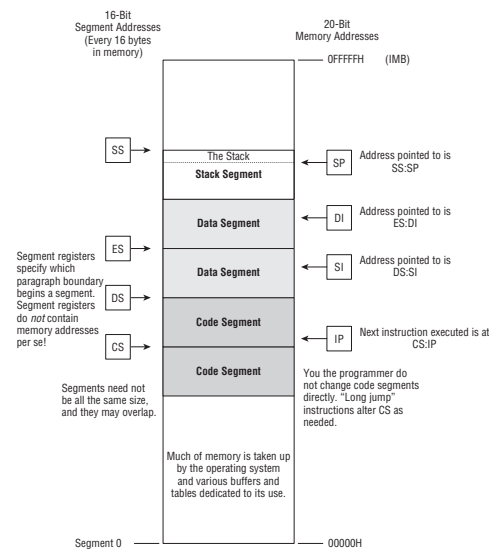 16-Bit
Segment Addresses
(Every 16 bytes
in memory)
20-Bit
Memory Addresses
0FFFFFH (IMB)
SS
The Stack
Stack Segment
SP
Address pointed to is
SS:SP
Data Segment
DI
Address pointed to is
ES:DI
ES
Data Segment
SI
Address pointed to is
DS:SI
Segment registers
specify which
paragraph boundary
begins a segment.
Segment registers
do not contain
memory addresses
per se!
DS
Code Segment
IP
Next instruction executed is at
CS:IP
CS
Code Segment
Segments need not
be all the same size,
and they may overlap.
You the programmer do
not change code segments
directly. “Long jump”
instructions alter CS as
needed.
Much of memory is taken up
by the operating system
and various buffers and
tables dedicated to its use.
Segment 0
00000H